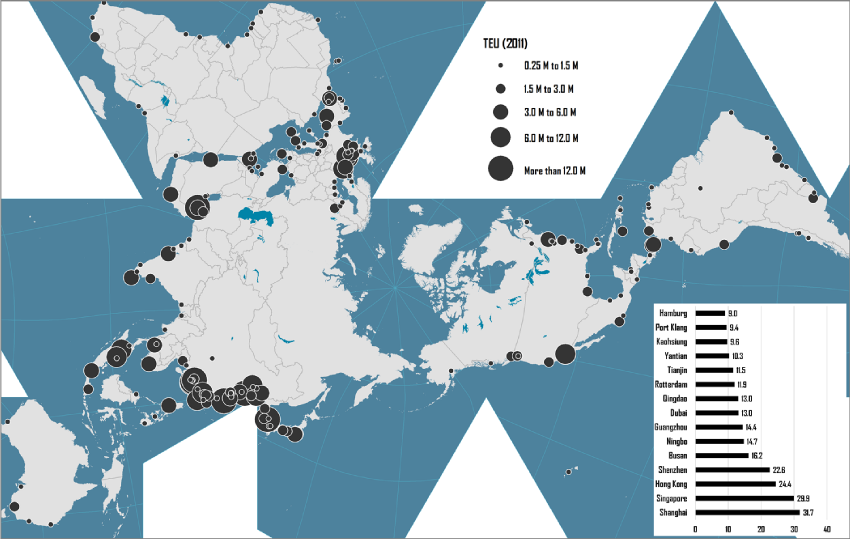 TEU (2011)
0.25 M to 1.5 M
1.5 M to 3.0 M
3.0 M to 6.0 M
6.0 M to 12.0 M
More than 12.0 M
Hamburg 9.0
Port Klang 9.4
Kaohsiung 9.6
Yantian 10.3
Tianjin 11.5
Rotterdam 11.9
Qingdao 13.0
Dubai 13.0
Guangzhou 14.4
Ningbo 14.7
Busan 16.2
Shenzhen 22.6
Hong Kong 24.4
Singapore 29.9
Shanghai 31.7
0 10 20 30 40